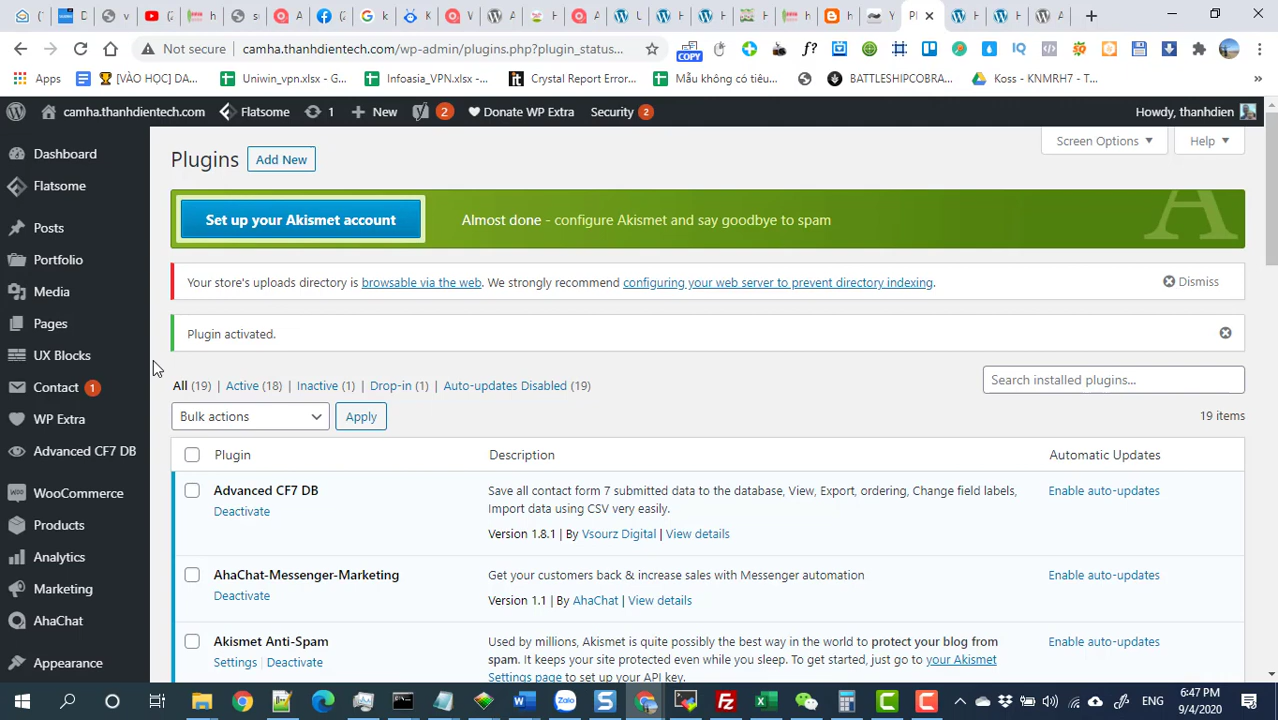 Not secure
camha.thanhdientech.com/wp-admin/plugins.php?plugin_status...
COPY
Apps
[VÀO HỌC] DA...
Uniwin_vpn.xlsx - G...
Infoasia_VPN.xlsx...
Crystal Report Error...
Mẫu không có tiêu...
BATTLESHIPCOBRA...
Koss - KNMRH7 - T...
camha.thanhdientech.com
Flatsome
1
New
2
Donate WP Extra
Security 2
Howdy, thanhdien
Dashboard
Flatsome
Posts
Portfolio
Media
Pages
UX Blocks
Contact 1
WP Extra
Advanced CF7 DB
WooCommerce
Products
Analytics
Marketing
AhaChat
Appearance
Screen Options
Help
Plugins
Add New
Set up your Akismet account
Almost done - configure Akismet and say goodbye to spam
Your store's uploads directory is browsable via the web. We strongly recommend configuring your web server to prevent directory indexing.
Dismiss
Plugin activated.
All (19) | Active (18) | Inactive (1) | Drop-in (1) | Auto-updates Disabled (19)
Search installed plugins...
Bulk actions
Apply
19 items
Plugin
Description
Automatic Updates
Advanced CF7 DB
Deactivate
Save all contact form 7 submitted data to the database, View, Export, ordering, Change field labels,
Import data using CSV very easily.
Version 1.8.1 | By Vsourz Digital | View details
Enable auto-updates
AhaChat-Messenger-Marketing
Deactivate
Get your customers back & increase sales with Messenger automation
Version 1.1 | By AhaChat | View details
Enable auto-updates
Akismet Anti-Spam
Settings | Deactivate
Used by millions, Akismet is quite possibly the best way in the world to protect your blog from
spam. It keeps your site protected even while you sleep. To get started, just go to your Akismet
Settings page to set up your API key.
Enable auto-updates
ENG
6:47 PM
9/4/2020